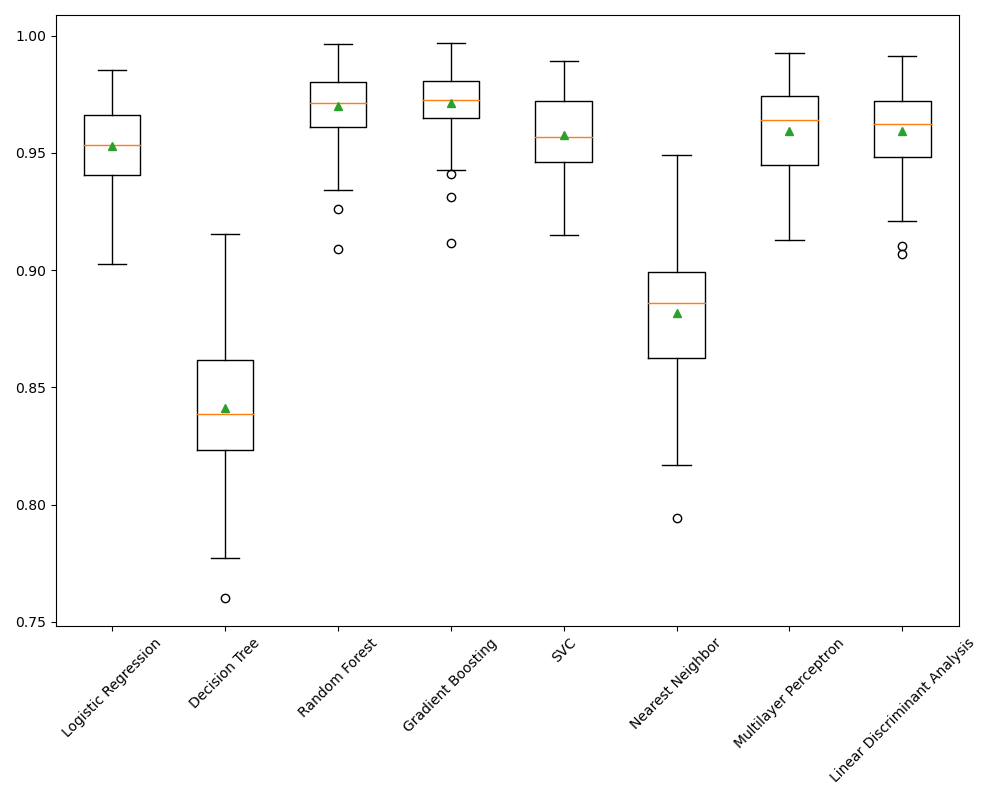 1.00
0.95
0.90
0.85
0.80
0.75
Logistic Regression
Decision Tree
Random Forest
Gradient Boosting
SVC
Nearest Neighbor
Multilayer Perceptron
Linear Discriminant Analysis